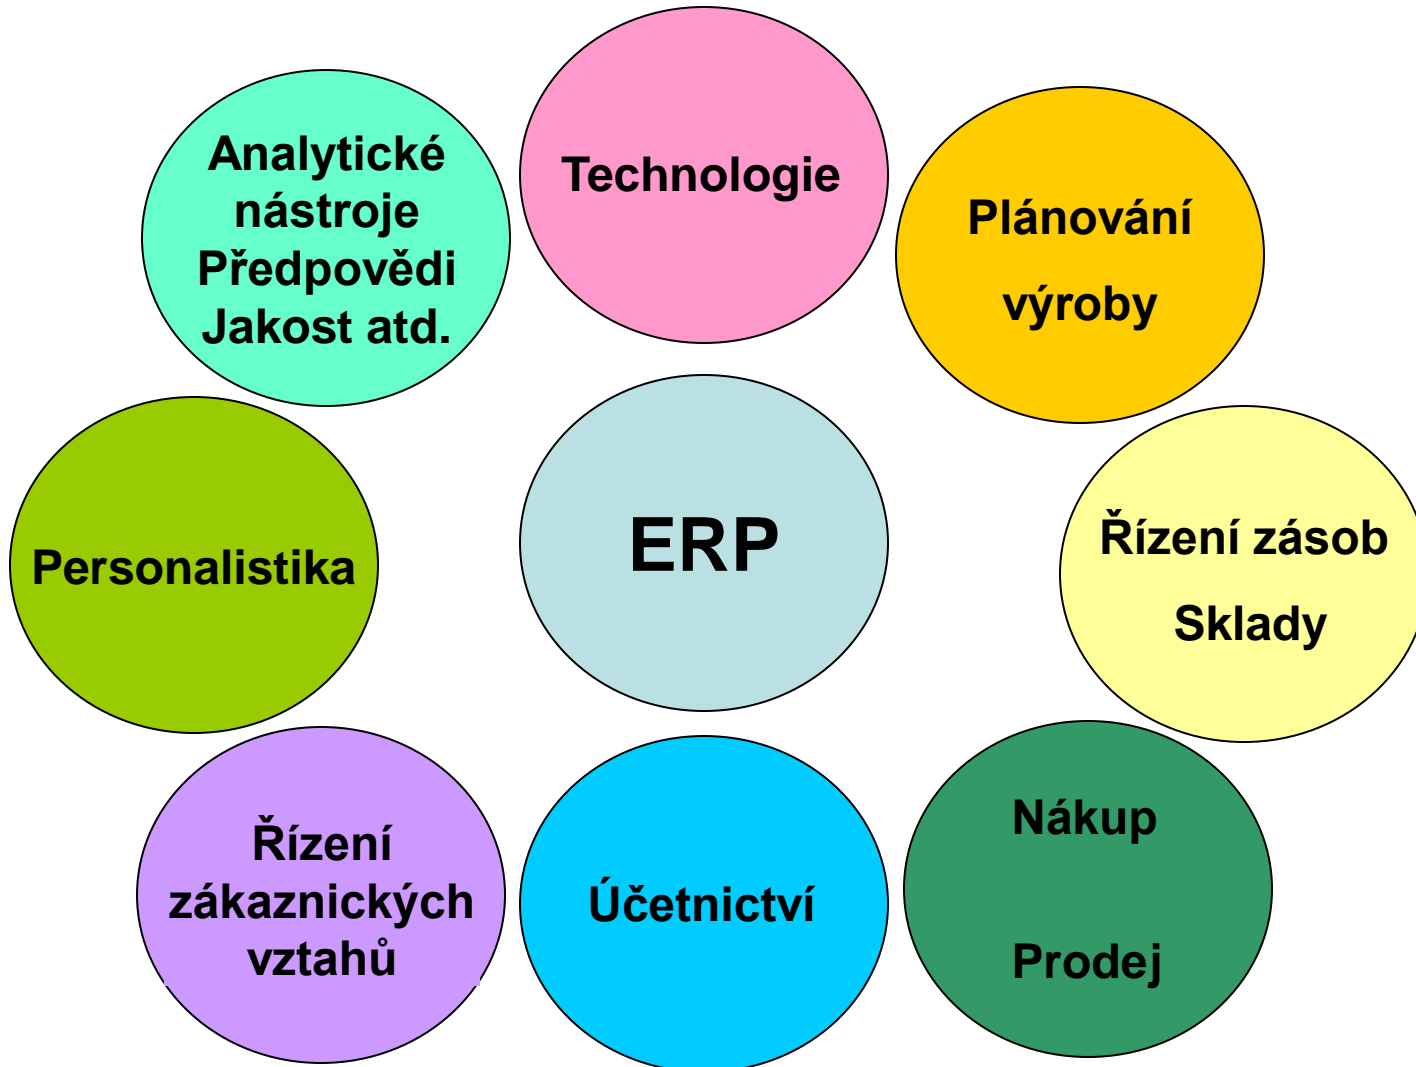 Analytické
nástroje
Předpovědi
Jakost atd.
Technologie
Plánování
výroby
Personalistika
ERP
Řízení zásob
Sklady
Řízení
zákaznických
vztahů
Účetnictví
Nákup
Prodej